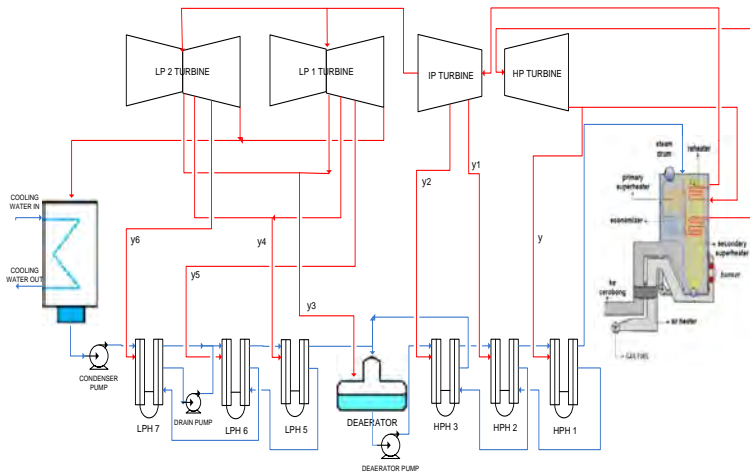 LP 2 TURBINE
LP 1 TURBINE
IP TURBINE
HP TURBINE
steam
drum
reheater
primary
superheater
economizer
secondary
superheater
burner
ke
cerobong
air heater
COOLING
WATER IN
COOLING
WATER OUT
y6
y5
y4
y3
y2
y1
y
CONDENSER
PUMP
LPH 7
DRAIN PUMP
LPH 6
LPH 5
DEAERATOR
DEAERATOR PUMP
HPH 3
HPH 2
HPH 1